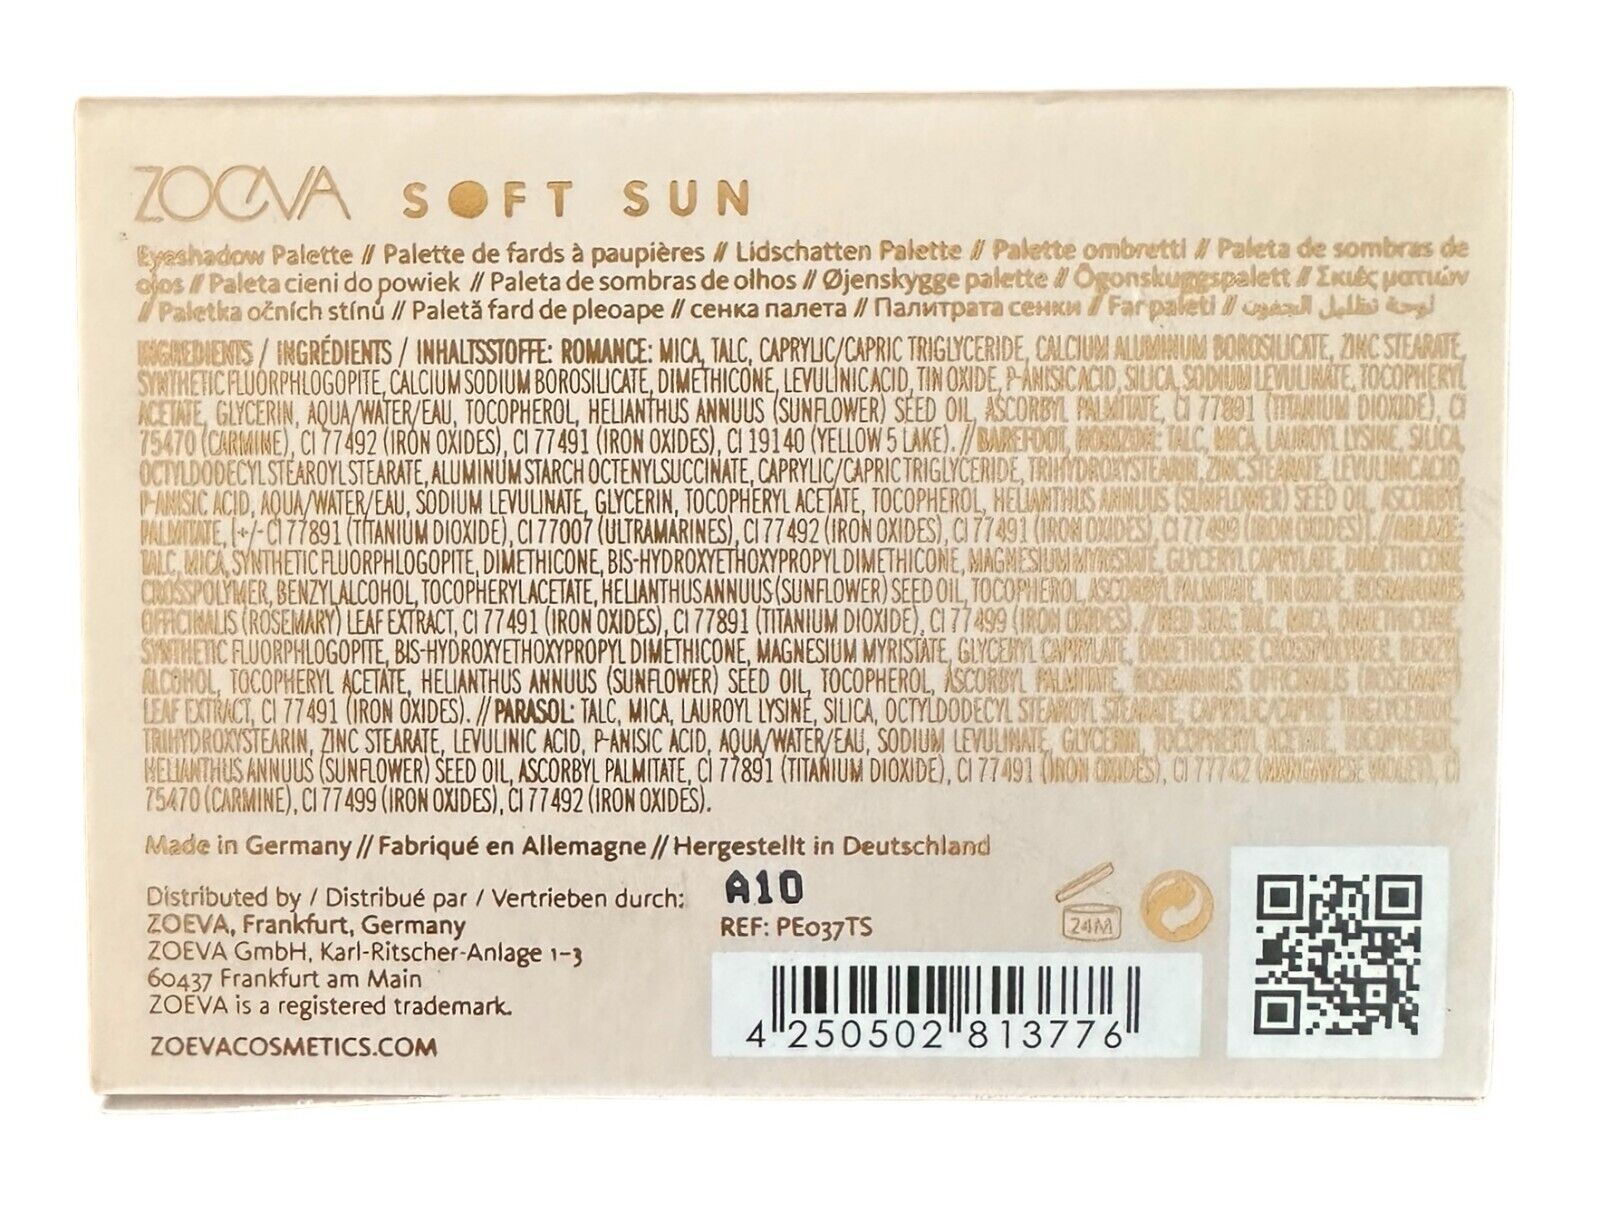 ZOEVA SOFT SUN
Eyeshadow Palette // Palette de fards à paupières // Lidschatten Palette // Palette ombretti // Paleta de sombras de
ojos // Paleta cieni do powiek // Paleta de sombras de olhos // Øjenskygge palette // Ögonskuggspalett // Σκιές ματιών
// Paletka očních stínů // Paletă fard de pleoape // сенка палета // Палитрата сенки // Far paleti // لوحة تظليل الجفون
INGREDIENTS / INGRÉDIENTS / INHALTSSTOFFE: ROMANCE: MICA, TALC, CAPRYLIC/CAPRIC TRIGLYCERIDE, CALCIUM ALUMINUM BOROSILICATE, ZINC STEARATE,
SYNTHETIC FLUORPHLOGOPITE, CALCIUM SODIUM BOROSILICATE, DIMETHICONE, LEVULINIC ACID, TIN OXIDE, P-ANISIC ACID, SILICA, SODIUM LEVULINATE, TOCOPHERYL
ACETATE, GLYCERIN, AQUA/WATER/EAU, TOCOPHEROL, HELIANTHUS ANNUUS (SUNFLOWER) SEED OIL, ASCORBYL PALMITATE, CI 77891 (TITANIUM DIOXIDE), CI
75470 (CARMINE), CI 77492 (IRON OXIDES), CI 77491 (IRON OXIDES), CI 19140 (YELLOW 5 LAKE). // BAREFOOT, HORIZON: TALC, MICA, LAUROYL LYSINE, SILICA,
OCTYLDODECYL STEAROYL STEARATE, ALUMINUM STARCH OCTENYLSUCCINATE, CAPRYLIC/CAPRIC TRIGLYCERIDE, TRIHYDROXYSTEARIN, ZINC STEARATE, LEVULINIC ACID,
P-ANISIC ACID, AQUA/WATER/EAU, SODIUM LEVULINATE, GLYCERIN, TOCOPHERYL ACETATE, TOCOPHEROL, HELIANTHUS ANNUUS (SUNFLOWER) SEED OIL, ASCORBYL
PALMITATE, (+/- CI 77891 (TITANIUM DIOXIDE), CI 77007 (ULTRAMARINES), CI 77492 (IRON OXIDES), CI 77491 (IRON OXIDES), CI 77499 (IRON OXIDES). // ABLAZE:
TALC, MICA, SYNTHETIC FLUORPHLOGOPITE, DIMETHICONE, BIS-HYDROXYETHOXYPROPYL DIMETHICONE, MAGNESIUM MYRISTATE, GLYCERYL CAPRYLATE, DIMETHICONE
CROSSPOLYMER, BENZYL ALCOHOL, TOCOPHERYL ACETATE, HELIANTHUS ANNUUS (SUNFLOWER) SEED OIL, TOCOPHEROL, ASCORBYL PALMITATE, TIN OXIDE, ROSMARINUS
OFFICINALIS (ROSEMARY) LEAF EXTRACT, CI 77491 (IRON OXIDES), CI 77891 (TITANIUM DIOXIDE), CI 77499 (IRON OXIDES). // RED SEA: TALC, MICA, DIMETHICONE,
SYNTHETIC FLUORPHLOGOPITE, BIS-HYDROXYETHOXYPROPYL DIMETHICONE, MAGNESIUM MYRISTATE, GLYCERYL CAPRYLATE, DIMETHICONE CROSSPOLYMER, BENZYL
ALCOHOL, TOCOPHERYL ACETATE, HELIANTHUS ANNUUS (SUNFLOWER) SEED OIL, TOCOPHEROL, ASCORBYL PALMITATE, ROSMARINUS OFFICINALIS (ROSEMARY)
LEAF EXTRACT, CI 77491 (IRON OXIDES). // PARASOL: TALC, MICA, LAUROYL LYSINE, SILICA, OCTYLDODECYL STEAROYL STEARATE, CAPRYLIC/CAPRIC TRIGLYCERIDE,
TRIHYDROXYSTEARIN, ZINC STEARATE, LEVULINIC ACID, P-ANISIC ACID, AQUA/WATER/EAU, SODIUM LEVULINATE, GLYCERIN, TOCOPHERYL ACETATE, TOCOPHEROL,
HELIANTHUS ANNUUS (SUNFLOWER) SEED OIL, ASCORBYL PALMITATE, CI 77891 (TITANIUM DIOXIDE), CI 77491 (IRON OXIDES), CI 77742 (MANGANESE VIOLET), CI
75470 (CARMINE), CI 77499 (IRON OXIDES), CI 77492 (IRON OXIDES).
Made in Germany // Fabriqué en Allemagne // Hergestellt in Deutschland
Distributed by / Distribué par / Vertrieben durch:
ZOEVA, Frankfurt, Germany
ZOEVA GmbH, Karl-Ritscher-Anlage 1-3
60437 Frankfurt am Main
ZOEVA is a registered trademark.
ZOEVACOSMETICS.COM
A10
REF: PE037TS
24M
4 250502 813776